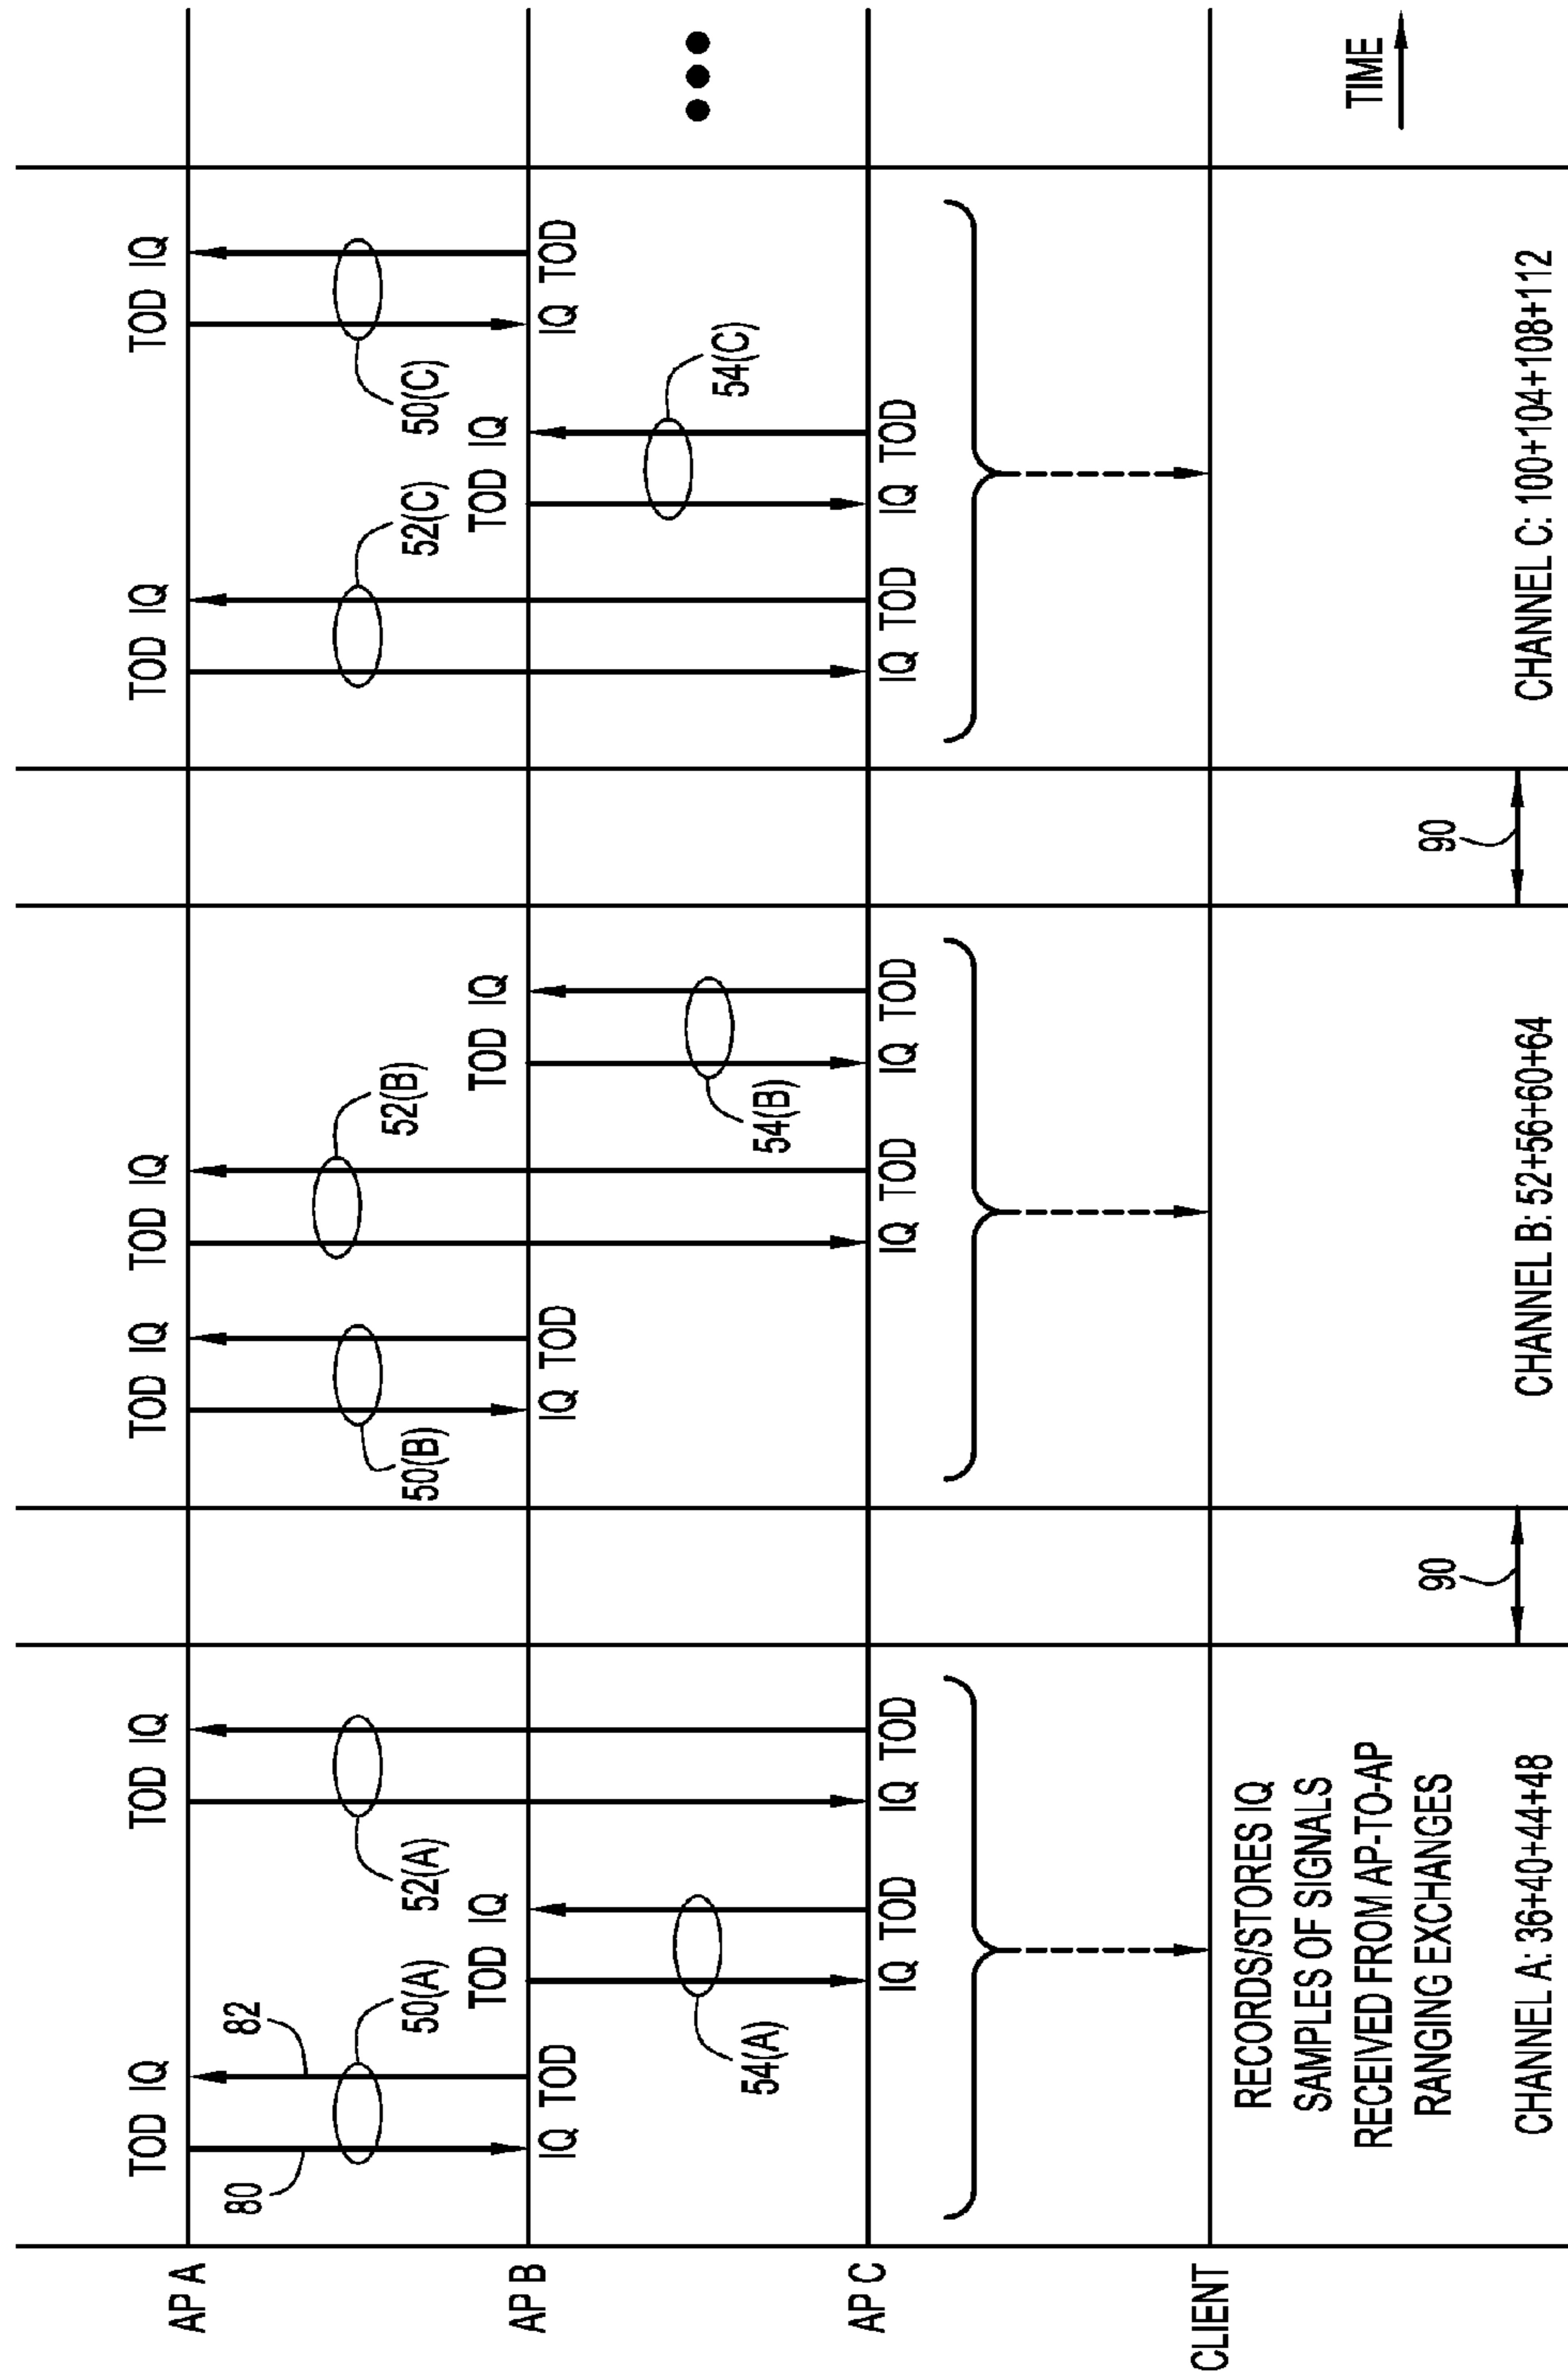 AP A
AP B
AP C
CLIENT
TOD IQ
80
82
50(A)
IQ TOD
TOD IQ
54(A)
IQ TOD
TOD IQ
52(A)
IQ TOD
RECORDS/STORES IQ
SAMPLES OF SIGNALS
RECEIVED FROM AP-TO-AP
RANGING EXCHANGES
CHANNEL A: 36+40+44+48
90
TOD IQ
50(B)
IQ TOD
TOD IQ
52(B)
IQ TOD
TOD IQ
54(B)
IQ TOD
CHANNEL B: 52+56+60+64
90
TOD IQ
52(C)
IQ TOD
TOD IQ
54(C)
IQ TOD
TOD IQ
50(C)
IQ TOD
CHANNEL C: 100+104+108+112
TIME